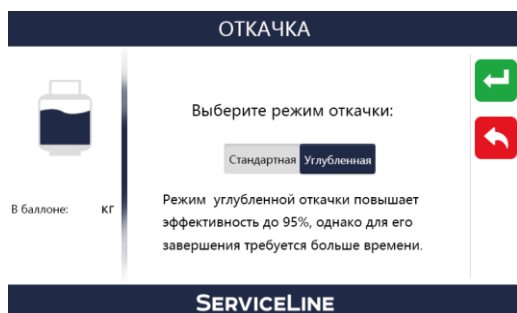 ОТКАЧКА
Выберите режим откачки:
Стандартная Углубленная
В баллоне: кг
Режим углубленной откачки повышает
эффективность до 95%, однако для его
завершения требуется больше времени.
SERVICELINE